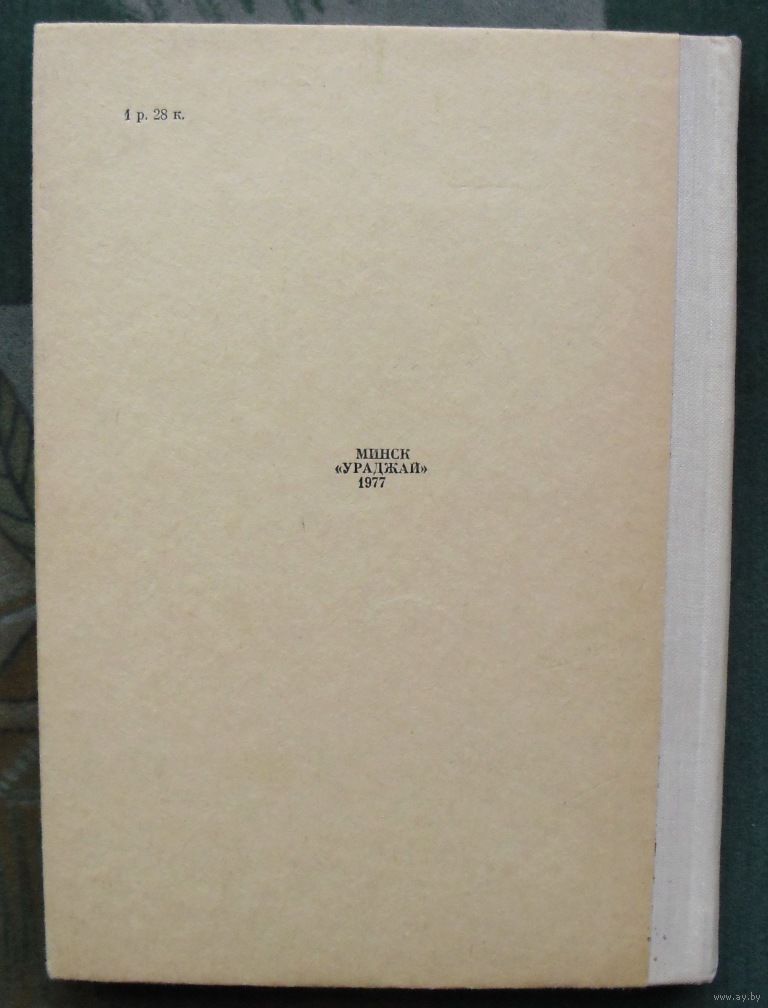 1 р. 28 к.
МИНСК
«УРАДЖАЙ»
1977
www.ay.by